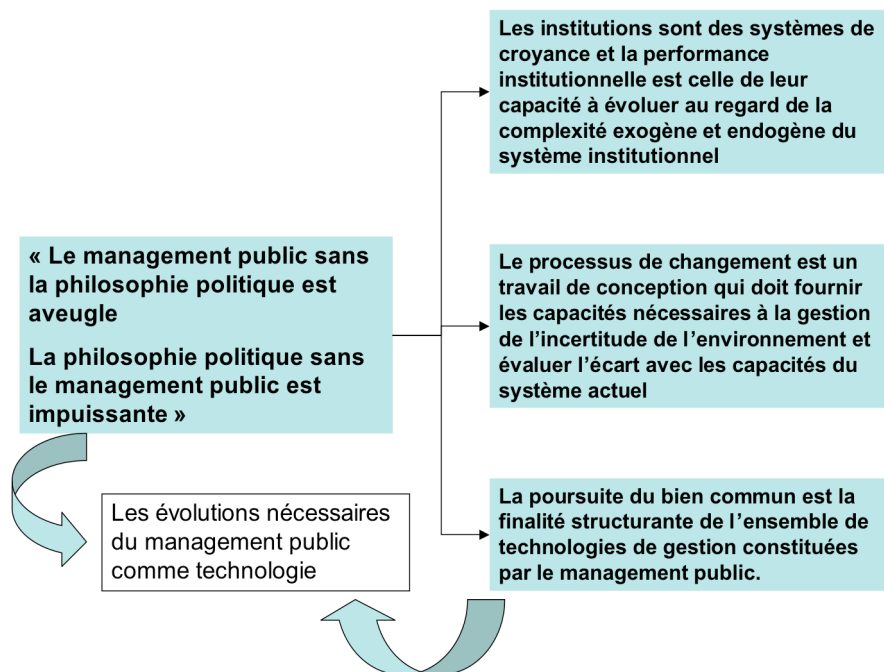 Les institutions sont des systèmes de
croyance et la performance
institutionnelle est celle de leur
capacité à évoluer au regard de la
complexité exogène et endogène du
système institutionnel
« Le management public sans
la philosophie politique est
aveugle
La philosophie politique sans
le management public est
impuissante »
Le processus de changement est un
travail de conception qui doit fournir
les capacités nécessaires à la gestion
de l’incertitude de l’environnement et
évaluer l’écart avec les capacités du
système actuel
Les évolutions nécessaires
du management public
comme technologie
La poursuite du bien commun est la
finalité structurante de l’ensemble de
technologies de gestion constituées
par le management public.